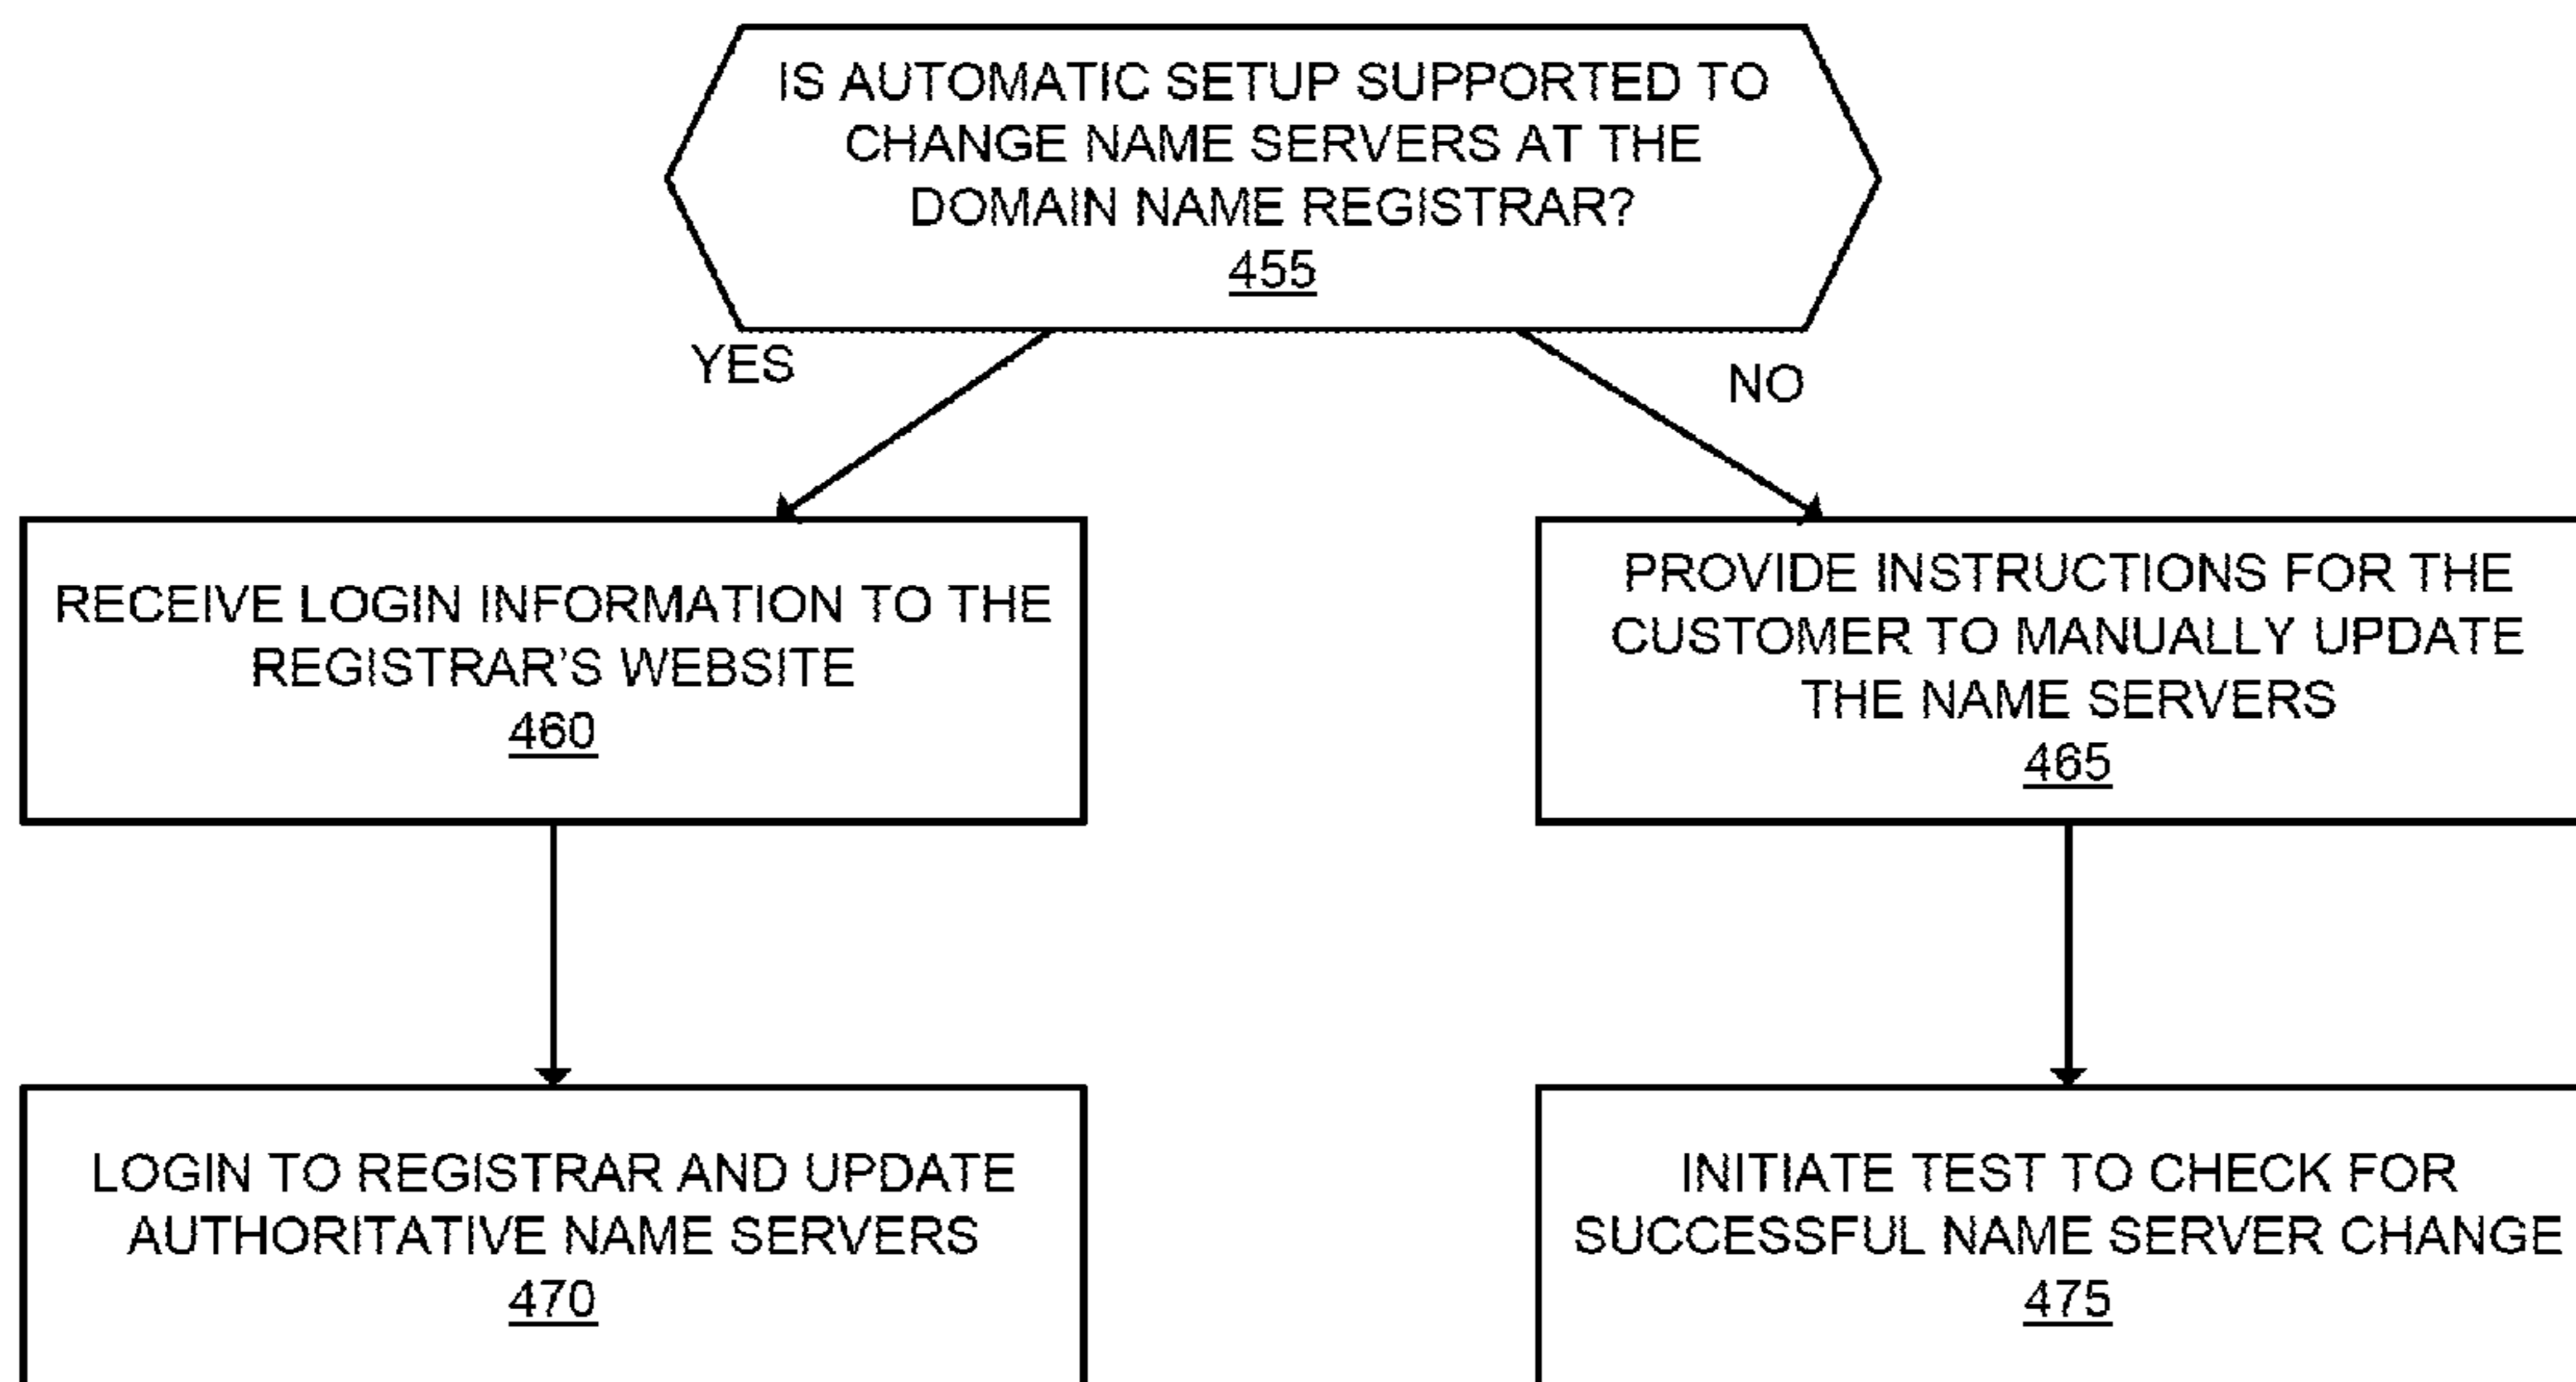 IS AUTOMATIC SETUP SUPPORTED TO
CHANGE NAME SERVERS AT THE
DOMAIN NAME REGISTRAR?
455
YES
NO
RECEIVE LOGIN INFORMATION TO THE
REGISTRAR'S WEBSITE
460
PROVIDE INSTRUCTIONS FOR THE
CUSTOMER TO MANUALLY UPDATE
THE NAME SERVERS
465
LOGIN TO REGISTRAR AND UPDATE
AUTHORITATIVE NAME SERVERS
470
INITIATE TEST TO CHECK FOR
SUCCESSFUL NAME SERVER CHANGE
475